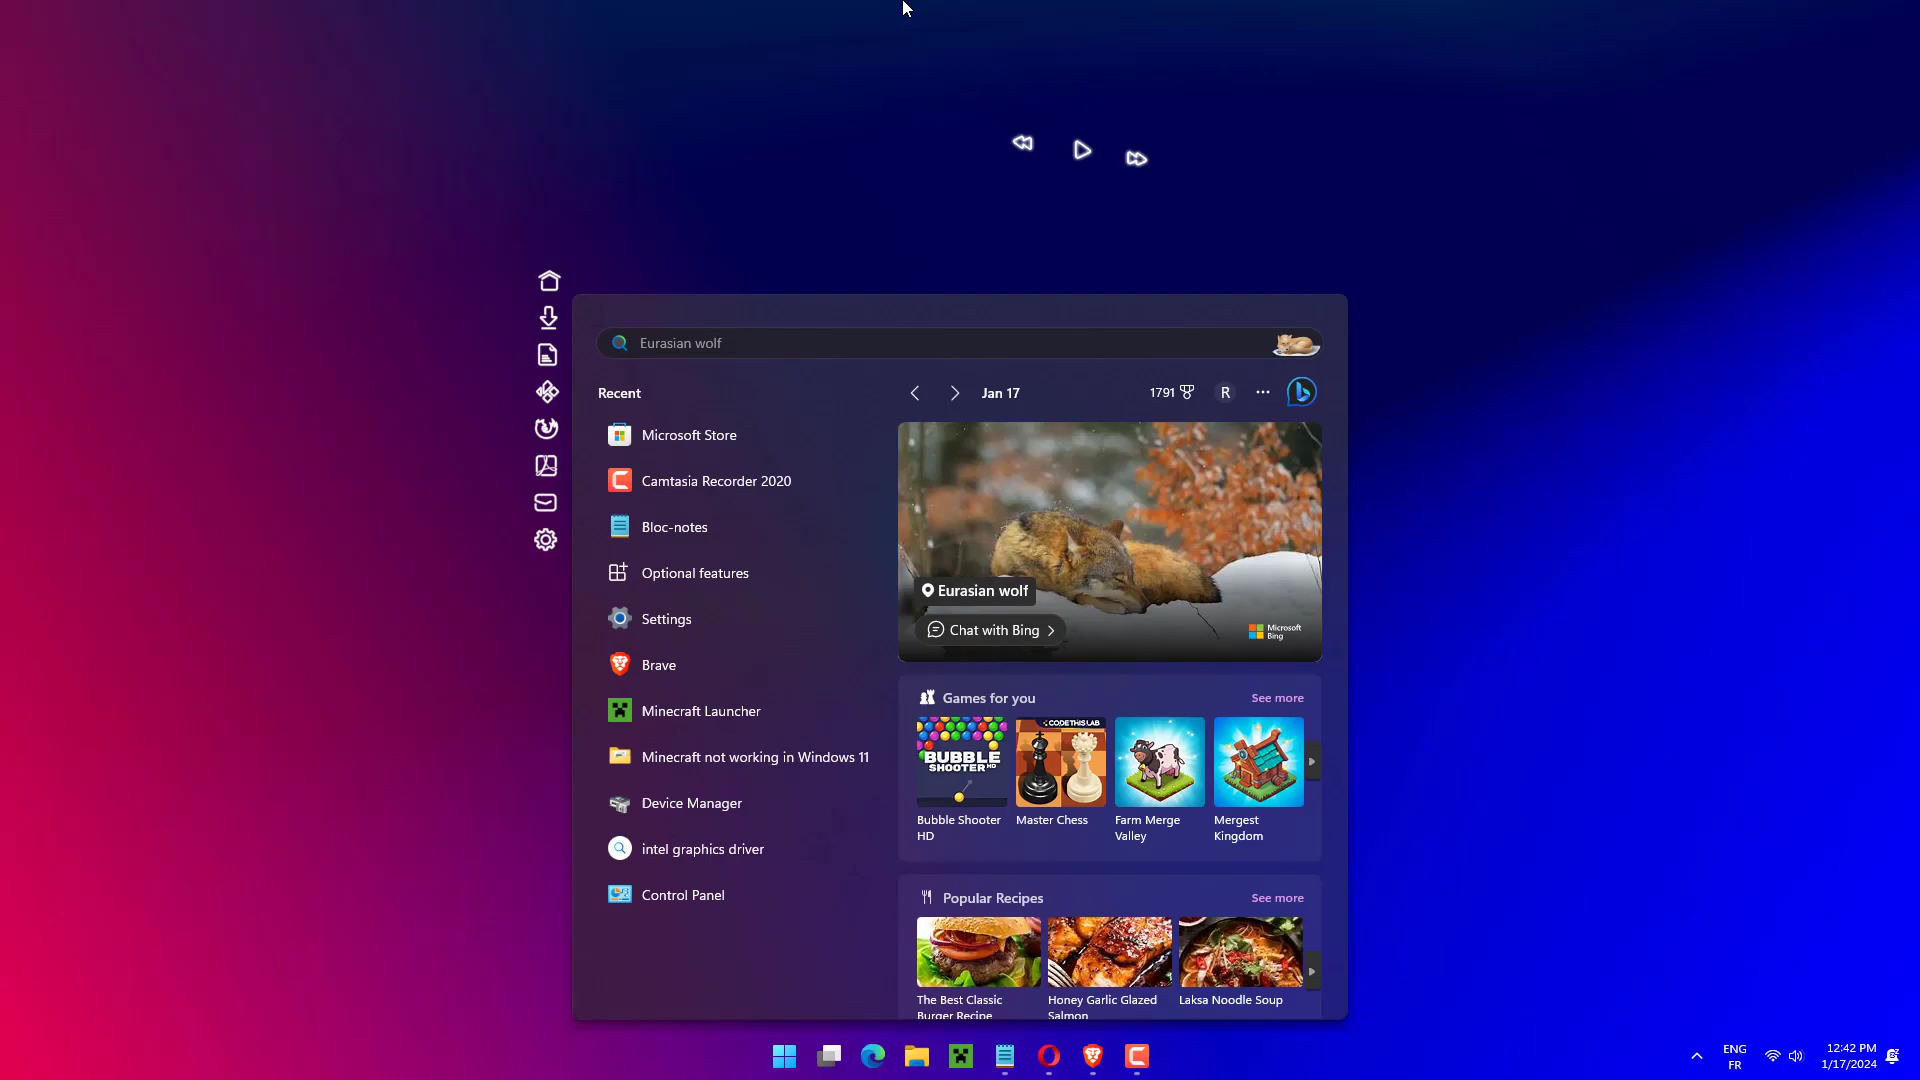 Eurasian wolf
Recent
Jan 17
1791
R
Microsoft Store
Camtasia Recorder 2020
Bloc-notes
Optional features
Settings
Brave
Minecraft Launcher
Minecraft not working in Windows 11
Device Manager
intel graphics driver
Control Panel
Eurasian wolf
Chat with Bing
Microsoft
Bing
Games for you
See more
BUBBLE
SHOOTER HD
CODETHISLAB
Bubble Shooter
HD
Master Chess
Farm Merge
Valley
Mergest
Kingdom
Popular Recipes
See more
The Best Classic
Burger Recipe
Honey Garlic Glazed
Salmon
Laksa Noodle Soup
ENG
FR
12:42 PM
1/17/2024